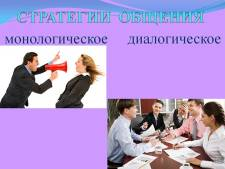 СТРАТЕГИИ ОБЩЕНИЯ
монологическое диалогическое